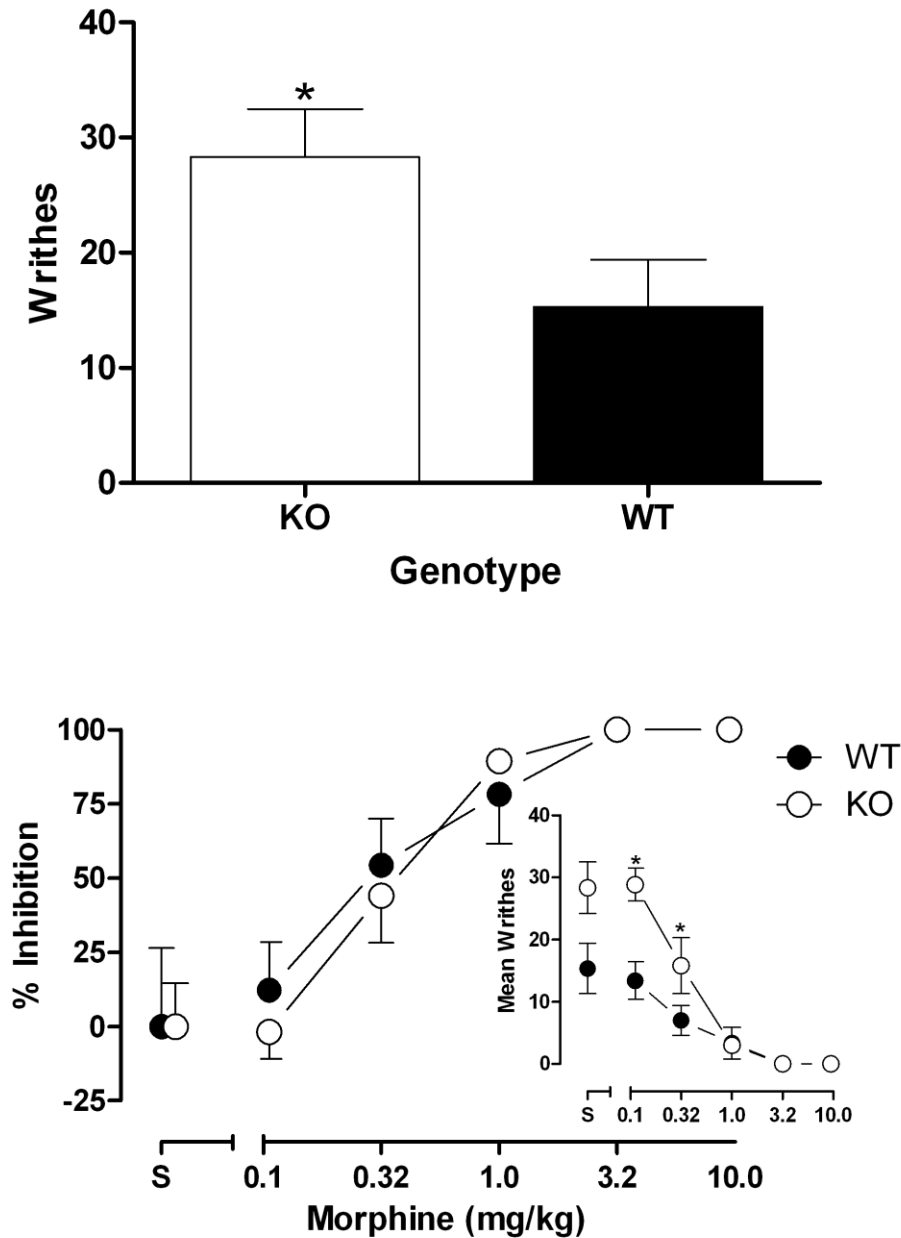 40
*
30
Writhes
20
10
0
KO WT
Genotype
100
WT
KO
75
50
25
0
-25
% Inhibition
40
30
20
10
0
Mean Writhes
*
*
S 0.1 0.32 1.0 3.2 10.0
S 0.1 0.32 1.0 3.2 10.0
Morphine (mg/kg)